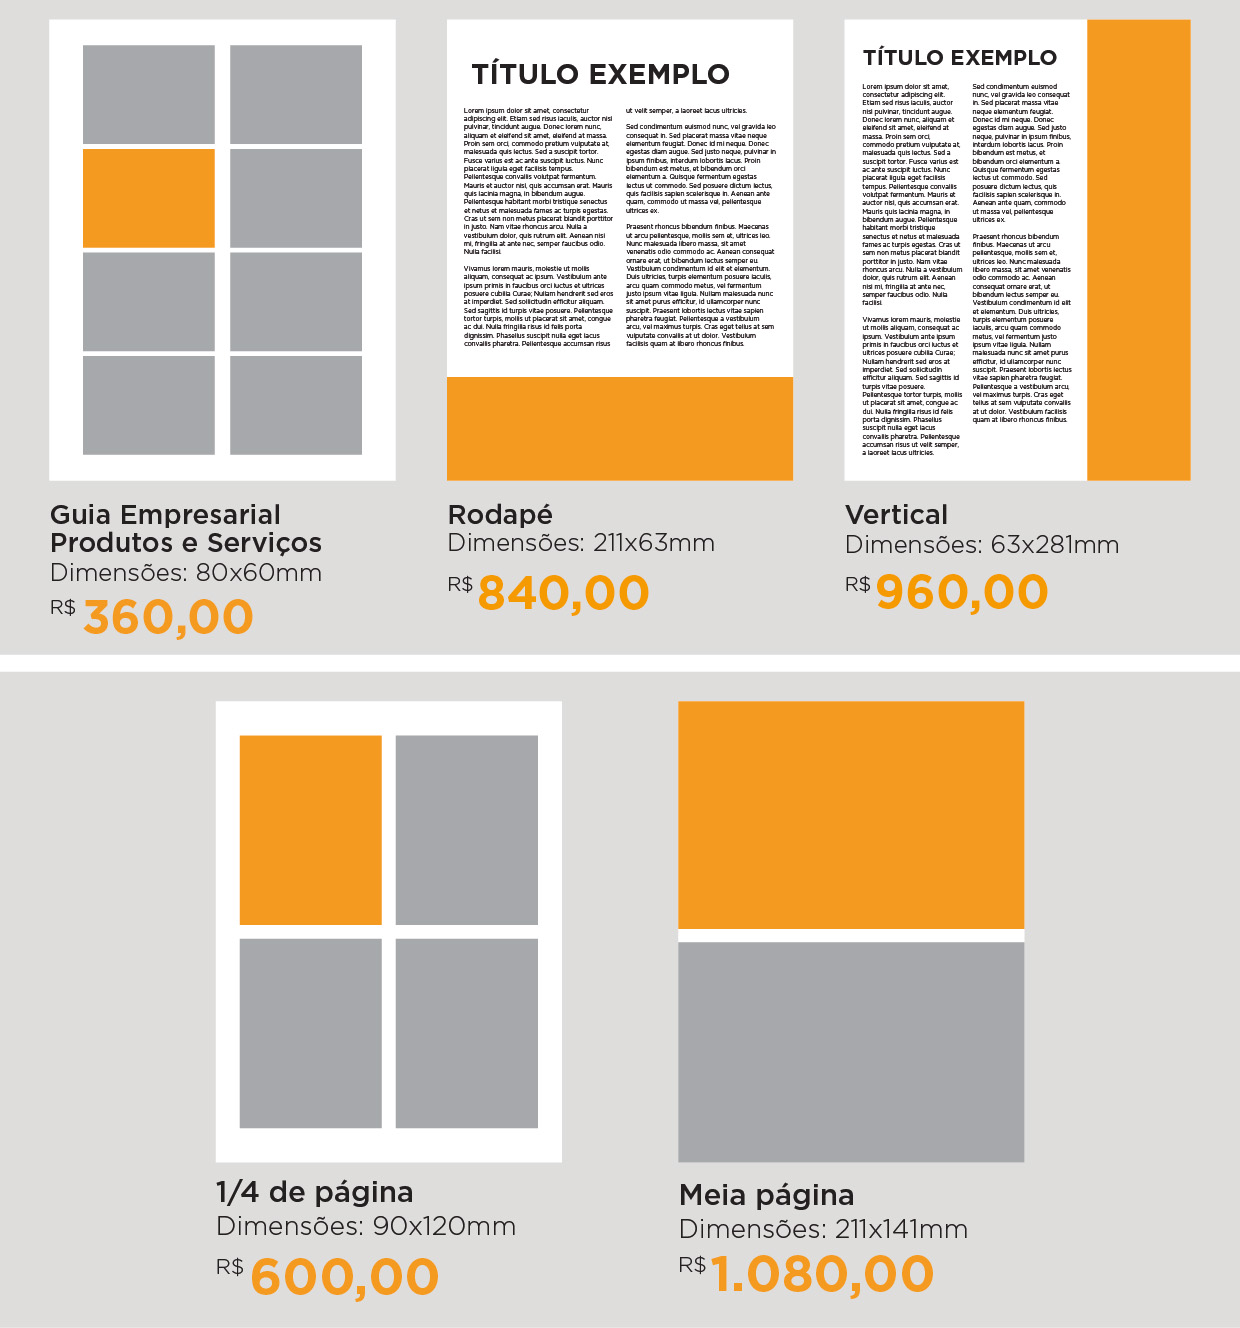 TÍTULO EXEMPLO
Lorem ipsum dolor sit amet, consectetur
adipiscing elit. Etiam sed risus iaculis, auctor nisl
pulvinar, tincidunt augue. Donec lorem nunc,
aliquam et eleifend sit amet, eleifend at massa.
Proin sem orci, commodo pretium vulputate at,
malesuada quis lectus. Sed a suscipit tortor.
Fusce varius est ac ante suscipit luctus. Nunc
placerat ligula eget facilisis tempus.
Pellentesque convallis volutpat fermentum.
Mauris et auctor nisl, quis accumsan erat. Mauris
quis lacinia magna, in bibendum augue.
Pellentesque habitant morbi tristique senectus
et netus et malesuada fames ac turpis egestas.
Cras ut sem non metus placerat blandit porttitor
in justo. Nam vitae rhoncus arcu. Nulla a
vestibulum dolor, quis rutrum elit. Aenean nisi
mi, fringilla at ante nec, semper faucibus odio.
Nulla facilisi.
Vivamus lorem mauris, molestie ut mollis
aliquam, consequat ac ipsum. Vestibulum ante
ipsum primis in faucibus orci luctus et ultrices
posuere cubilia Curae; Nullam hendrerit sed eros
at imperdiet. Sed sollicitudin efficitur aliquam.
Sed sagittis id turpis vitae posuere. Pellentesque
tortor turpis, mollis ut placerat sit amet, congue
ac dui. Nulla fringilla risus id felis porta
dignissim. Phasellus suscipit nulla eget lacus
convallis pharetra. Pellentesque accumsan risus
ut velit semper, a laoreet lacus ultricies.
Sed condimentum euismod nunc, vel gravida leo
consequat in. Sed placerat massa vitae neque
elementum feugiat. Donec id mi neque. Donec
egestas diam augue. Sed justo neque, pulvinar in
ipsum finibus, interdum lobortis lacus. Proin
bibendum est metus, et bibendum orci
elementum a. Quisque fermentum egestas
lectus ut commodo. Sed posuere dictum lectus,
quis facilisis sapien scelerisque in. Aenean ante
quam, commodo ut massa vel, pellentesque
ultrices ex.
Praesent rhoncus bibendum finibus. Maecenas
ut arcu pellentesque, mollis sem et, ultrices leo.
Nunc malesuada libero massa, sit amet
venenatis odio commodo ac. Aenean consequat
ornare erat, ut bibendum lectus semper eu.
Vestibulum condimentum id elit et elementum.
Duis ultricies, turpis elementum posuere iaculis,
arcu quam commodo metus, vel fermentum
justo ipsum vitae ligula. Nullam malesuada nunc
sit amet purus efficitur, id ullamcorper nunc
suscipit. Praesent lobortis lectus vitae sapien
pharetra feugiat. Pellentesque a vestibulum
arcu, vel maximus turpis. Cras eget tellus at sem
vulputate convallis at ut dolor. Vestibulum
facilisis quam at libero rhoncus finibus.
TÍTULO EXEMPLO
Lorem ipsum dolor sit amet,
consectetur adipiscing elit.
Etiam sed risus iaculis, auctor
nisl pulvinar, tincidunt augue.
Donec lorem nunc, aliquam et
eleifend sit amet, eleifend at
massa. Proin sem orci,
commodo pretium vulputate at,
malesuada quis lectus. Sed a
suscipit tortor. Fusce varius est
ac ante suscipit luctus. Nunc
placerat ligula eget facilisis
tempus. Pellentesque convallis
volutpat fermentum. Mauris et
auctor nisl, quis accumsan erat.
Mauris quis lacinia magna, in
bibendum augue. Pellentesque
habitant morbi tristique
senectus et netus et malesuada
fames ac turpis egestas. Cras ut
sem non metus placerat blandit
porttitor in justo. Nam vitae
rhoncus arcu. Nulla a vestibulum
dolor, quis rutrum elit. Aenean
nisi mi, fringilla at ante nec,
semper faucibus odio. Nulla
facilisi.
Vivamus lorem mauris, molestie
ut mollis aliquam, consequat ac
ipsum. Vestibulum ante ipsum
primis in faucibus orci luctus et
ultrices posuere cubilia Curae;
Nullam hendrerit sed eros at
imperdiet. Sed sollicitudin
efficitur aliquam. Sed sagittis id
turpis vitae posuere.
Pellentesque tortor turpis, mollis
ut placerat sit amet, congue ac
dui. Nulla fringilla risus id felis
porta dignissim. Phasellus
suscipit nulla eget lacus
convallis pharetra. Pellentesque
accumsan risus ut velit semper,
a laoreet lacus ultricies.
Sed condimentum euismod
nunc, vel gravida leo consequat
in. Sed placerat massa vitae
neque elementum feugiat.
Donec id mi neque. Donec
egestas diam augue. Sed justo
neque, pulvinar in ipsum finibus,
interdum lobortis lacus. Proin
bibendum est metus, et
bibendum orci elementum a.
Quisque fermentum egestas
lectus ut commodo. Sed
posuere dictum lectus, quis
facilisis sapien scelerisque in.
Aenean ante quam, commodo
ut massa vel, pellentesque
ultrices ex.
Praesent rhoncus bibendum
finibus. Maecenas ut arcu
pellentesque, mollis sem et,
ultrices leo. Nunc malesuada
libero massa, sit amet venenatis
odio commodo ac. Aenean
consequat ornare erat, ut
bibendum lectus semper eu.
Vestibulum condimentum id elit
et elementum. Duis ultricies,
turpis elementum posuere
iaculis, arcu quam commodo
metus, vel fermentum justo
ipsum vitae ligula. Nullam
malesuada nunc sit amet purus
efficitur, id ullamcorper nunc
suscipit. Praesent lobortis lectus
vitae sapien pharetra feugiat.
Pellentesque a vestibulum arcu,
vel maximus turpis. Cras eget
tellus at sem vulputate convallis
at ut dolor. Vestibulum facilisis
quam at libero rhoncus finibus.
Guia Empresarial
Produtos e Serviços
Dimensões: 80x60mm
R$ 360,00
Rodapé
Dimensões: 211x63mm
R$ 840,00
Vertical
Dimensões: 63x281mm
R$ 960,00
1/4 de página
Dimensões: 90x120mm
R$ 600,00
Meia página
Dimensões: 211x141mm
R$ 1.080,00